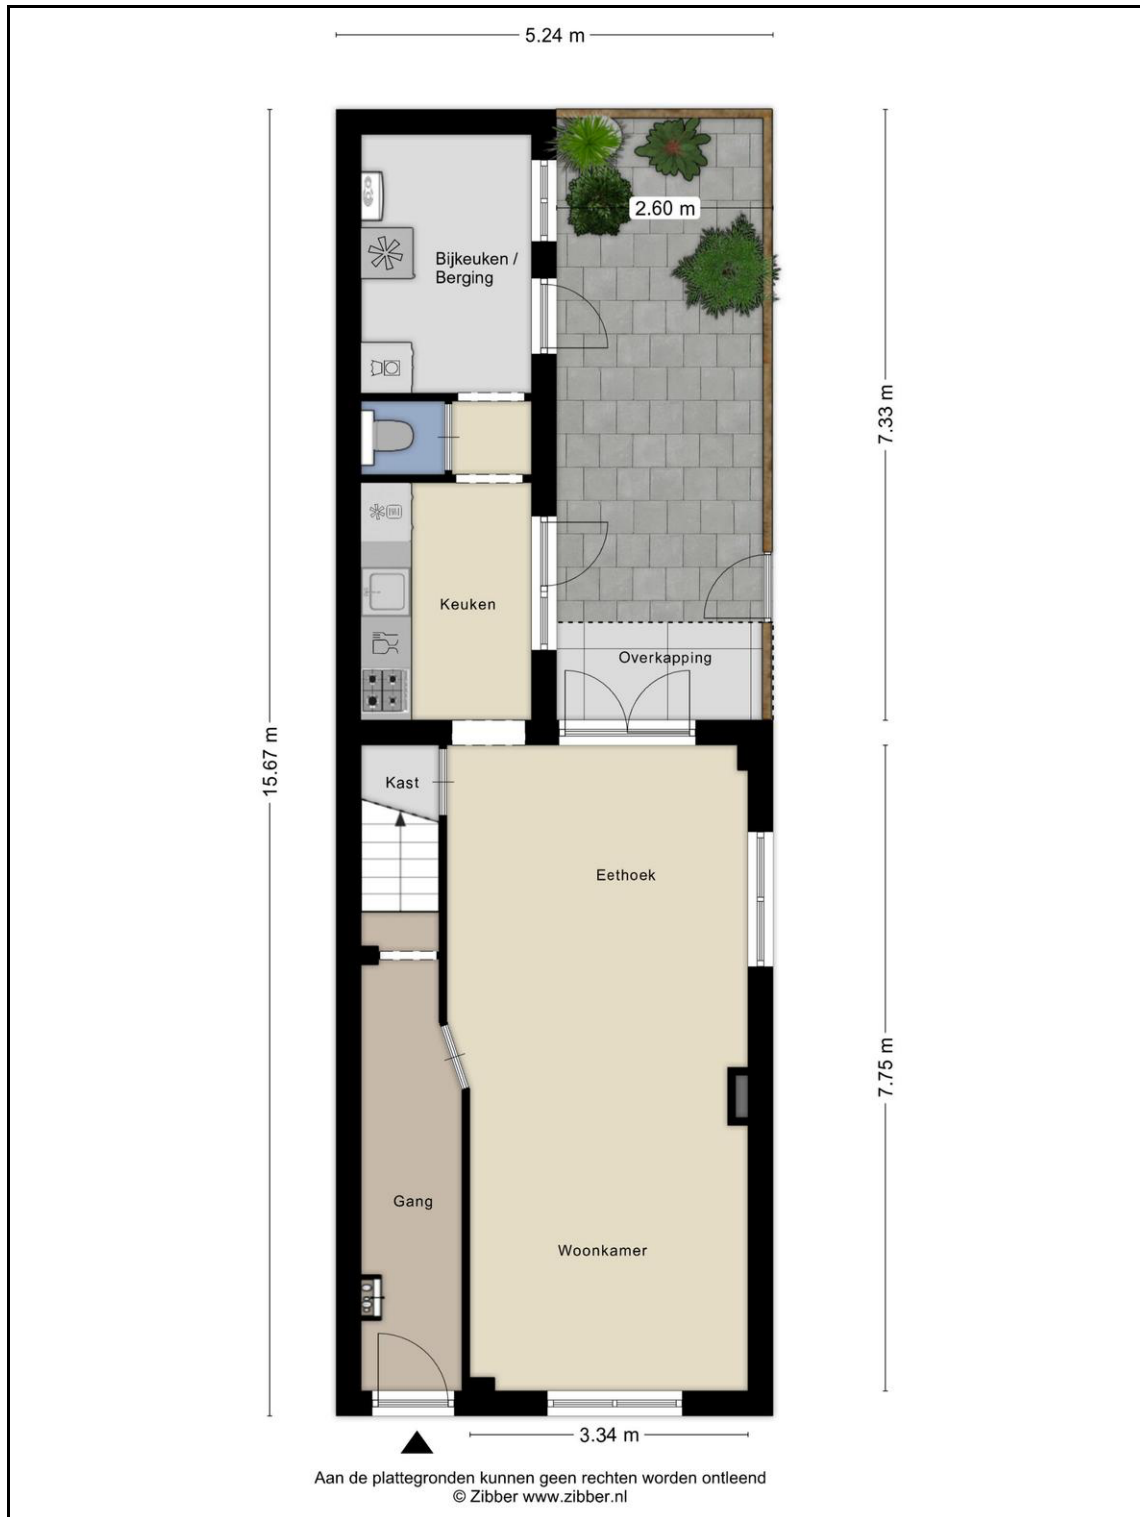 5.24 m
2.60 m
Bijkeuken /
Berging
7.33 m
Keuken
Overkapping
15.67 m
Kast
Eethoek
7.75 m
Gang
Woonkamer
3.34 m
Aan de plattegronden kunnen geen rechten worden ontleend
© Zibber www.zibber.nl